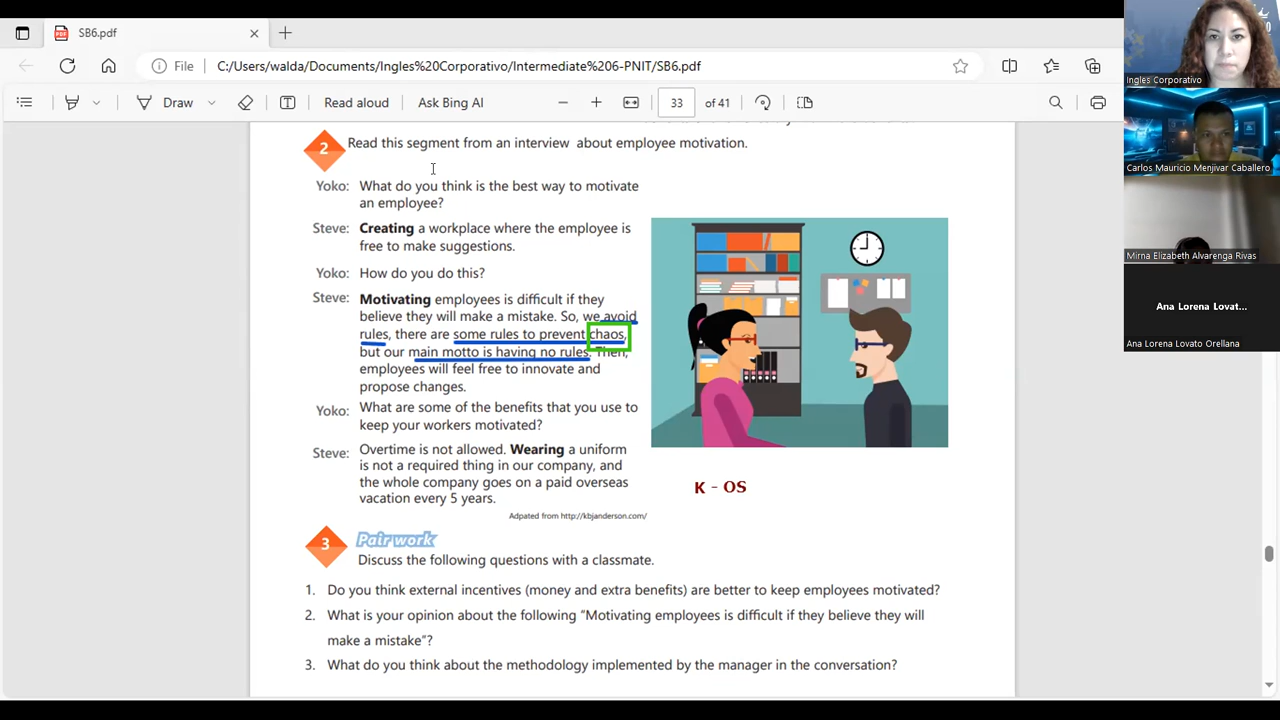 SB6.pdf
File
C:/Users/walda/Documents/Ingles%20Corporativo/Intermediate%206-PNIT/SB6.pdf
Draw
Read aloud
Ask Bing AI
33
of 41
2
Read this segment from an interview about employee motivation.
Yoko: What do you think is the best way to motivate
an employee?
Steve: Creating a workplace where the employee is
free to make suggestions.
Yoko: How do you do this?
Steve: Motivating employees is difficult if they
believe they will make a mistake. So, we avoid
rules, there are some rules to prevent chaos,
but our main motto is having no rules. Then,
employees will feel free to innovate and
propose changes.
Yoko: What are some of the benefits that you use to
keep your workers motivated?
Steve: Overtime is not allowed. Wearing a uniform
is not a required thing in our company, and
the whole company goes on a paid overseas
vacation every 5 years.
K - OS
Adpated from http://kbjanderson.com/
3
Pair work
Discuss the following questions with a classmate.
1. Do you think external incentives (money and extra benefits) are better to keep employees motivated?
2. What is your opinion about the following "Motivating employees is difficult if they believe they will
make a mistake"?
3. What do you think about the methodology implemented by the manager in the conversation?
Ingles Corporativo
Carlos Mauricio Menjivar Caballero
Mirna Elizabeth Alvarenga Rivas
Ana Lorena Lovat...
Ana Lorena Lovato Orellana